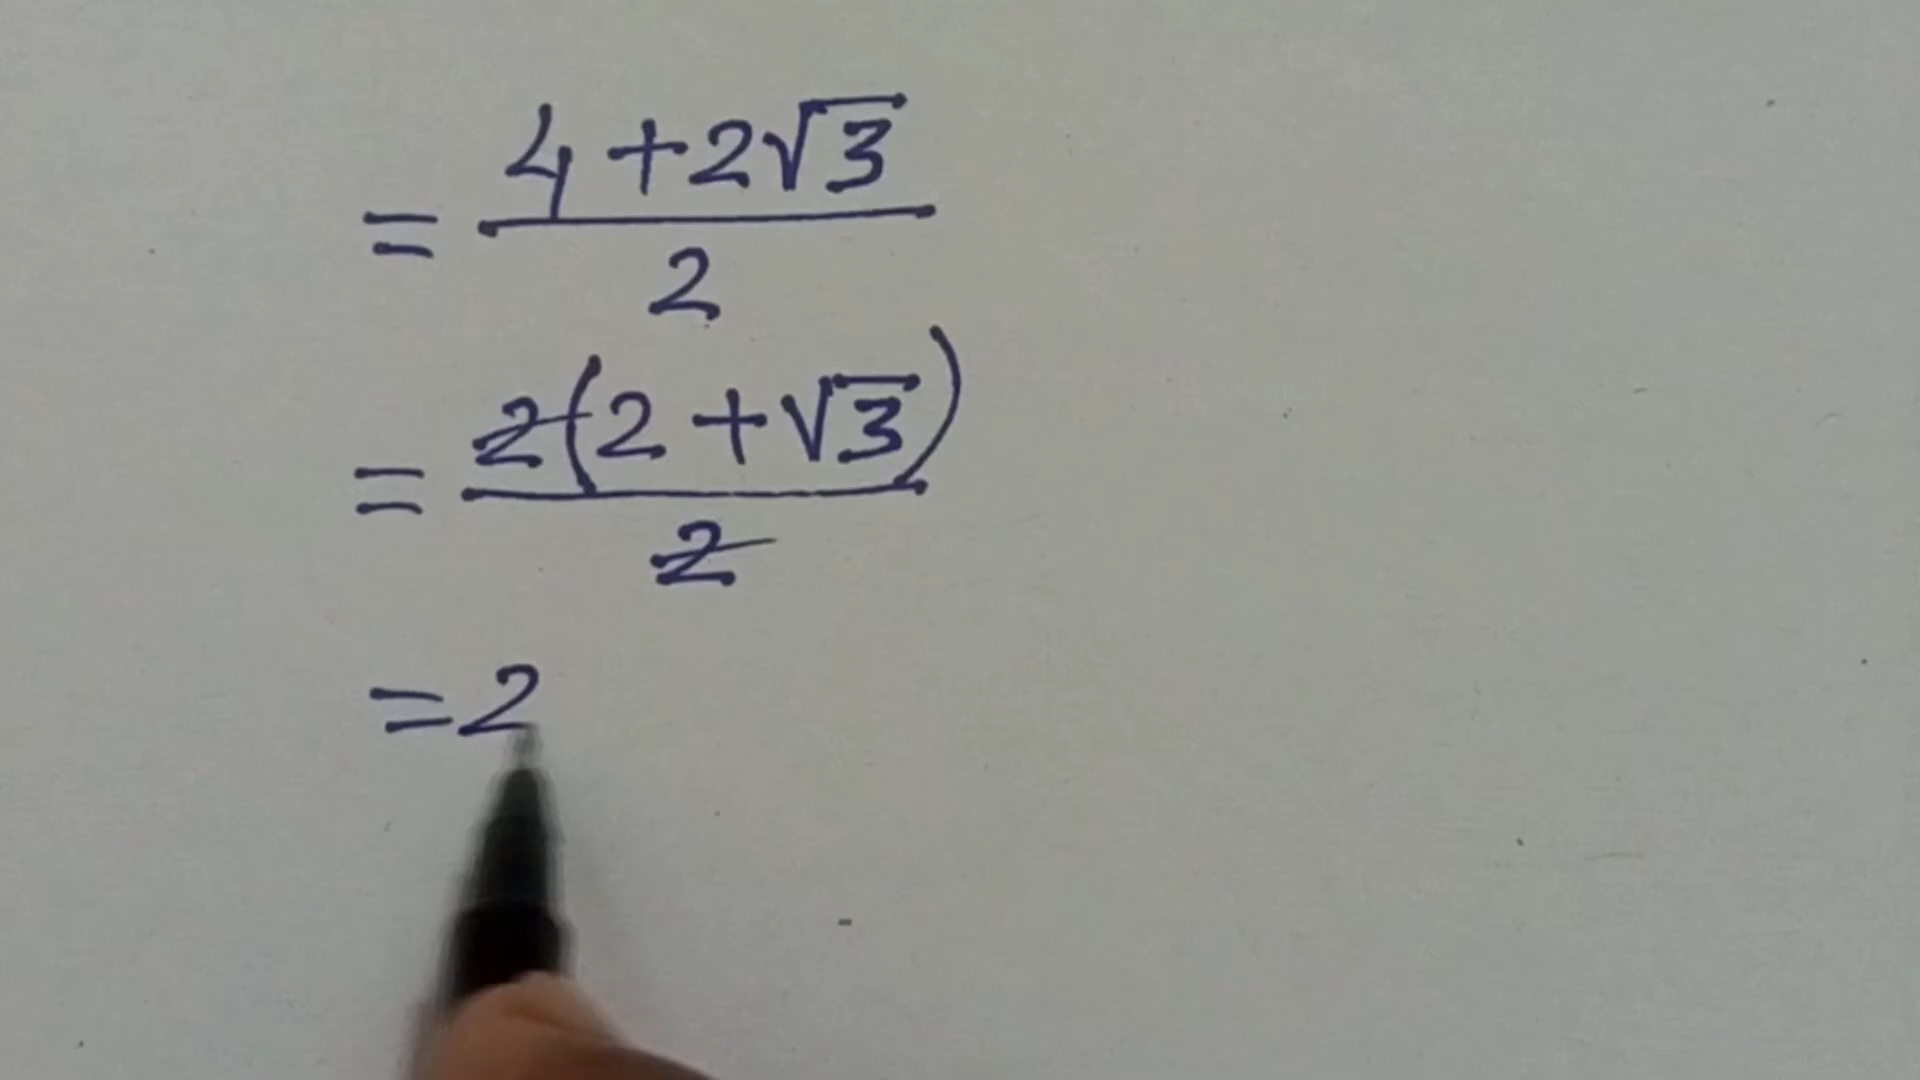 = (4+2√3)/2
= 2(2+√3)/2
= 2